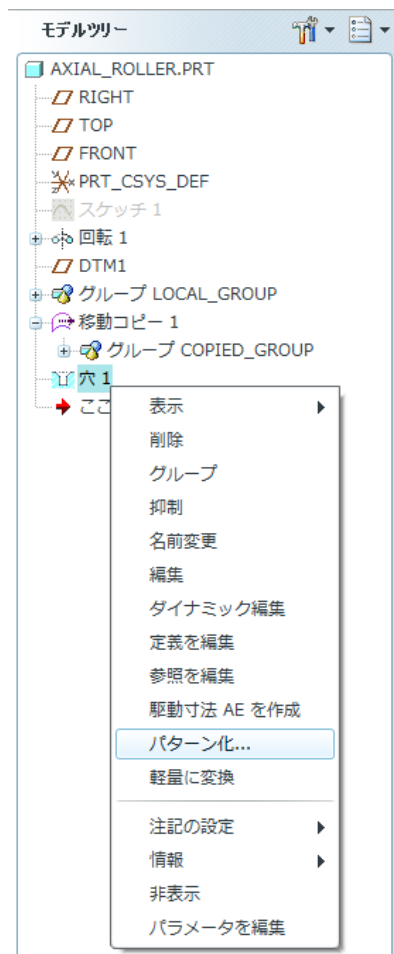 モデルツリー
AXIAL_ROLLER.PRT
RIGHT
TOP
FRONT
PRT_CSYS_DEF
スケッチ 1
回転 1
DTM1
グループ LOCAL_GROUP
移動コピー 1
グループ COPIED_GROUP
穴 1
ここ
表示
削除
グループ
抑制
名前変更
編集
ダイナミック編集
定義を編集
参照を編集
駆動寸法 AE を作成
パターン化...
軽量に変換
注記の設定
情報
非表示
パラメータを編集